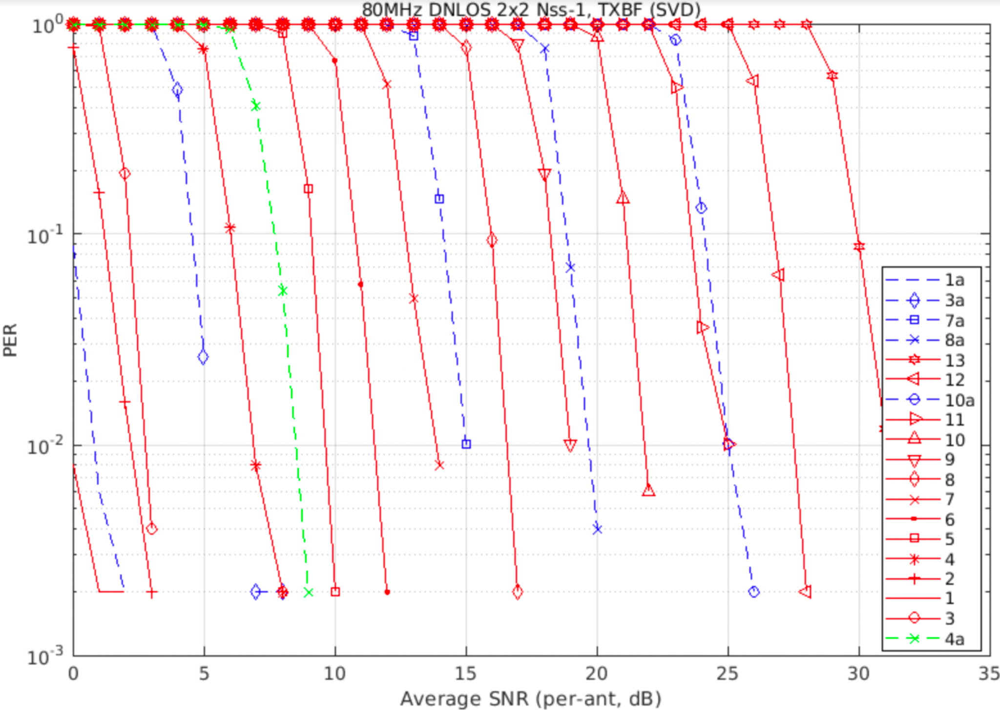 80MHz DNLOS 2x2 Nss-1, TXBF (SVD)
10^0
10^-1
10^-2
10^-3
PER
0 5 10 15 20 25 30 35
Average SNR (per-ant, dB)
1a
3a
7a
8a
13
12
10a
11
10
9
8
7
6
5
4
2
1
3
4a